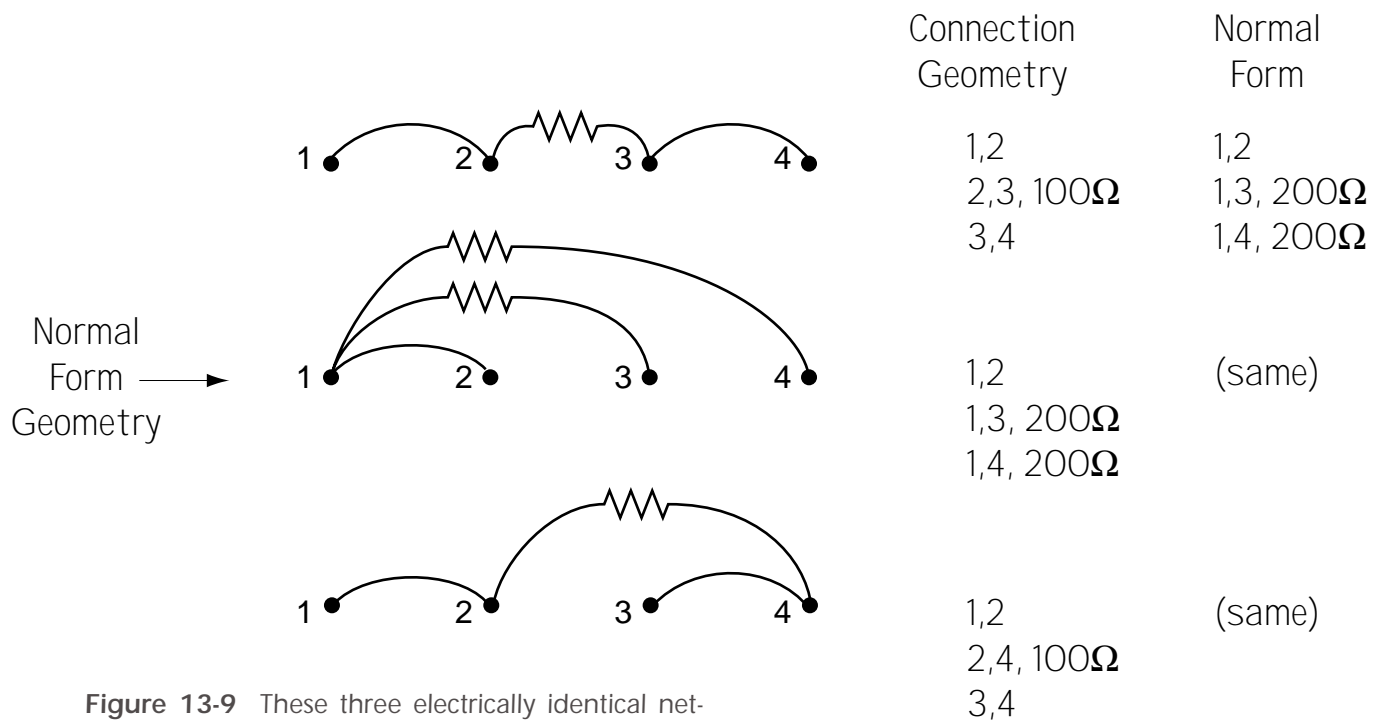 Connection Normal
Geometry Form
1 2 3 4
1,2 1,2
2,3, 100Ω 1,3, 200Ω
3,4 1,4, 200Ω
Normal
Form
Geometry
1 2 3 4
1,2 (same)
1,3, 200Ω
1,4, 200Ω
1 2 3 4
1,2 (same)
2,4, 100Ω
3,4
Figure 13-9 These three electrically identical net-